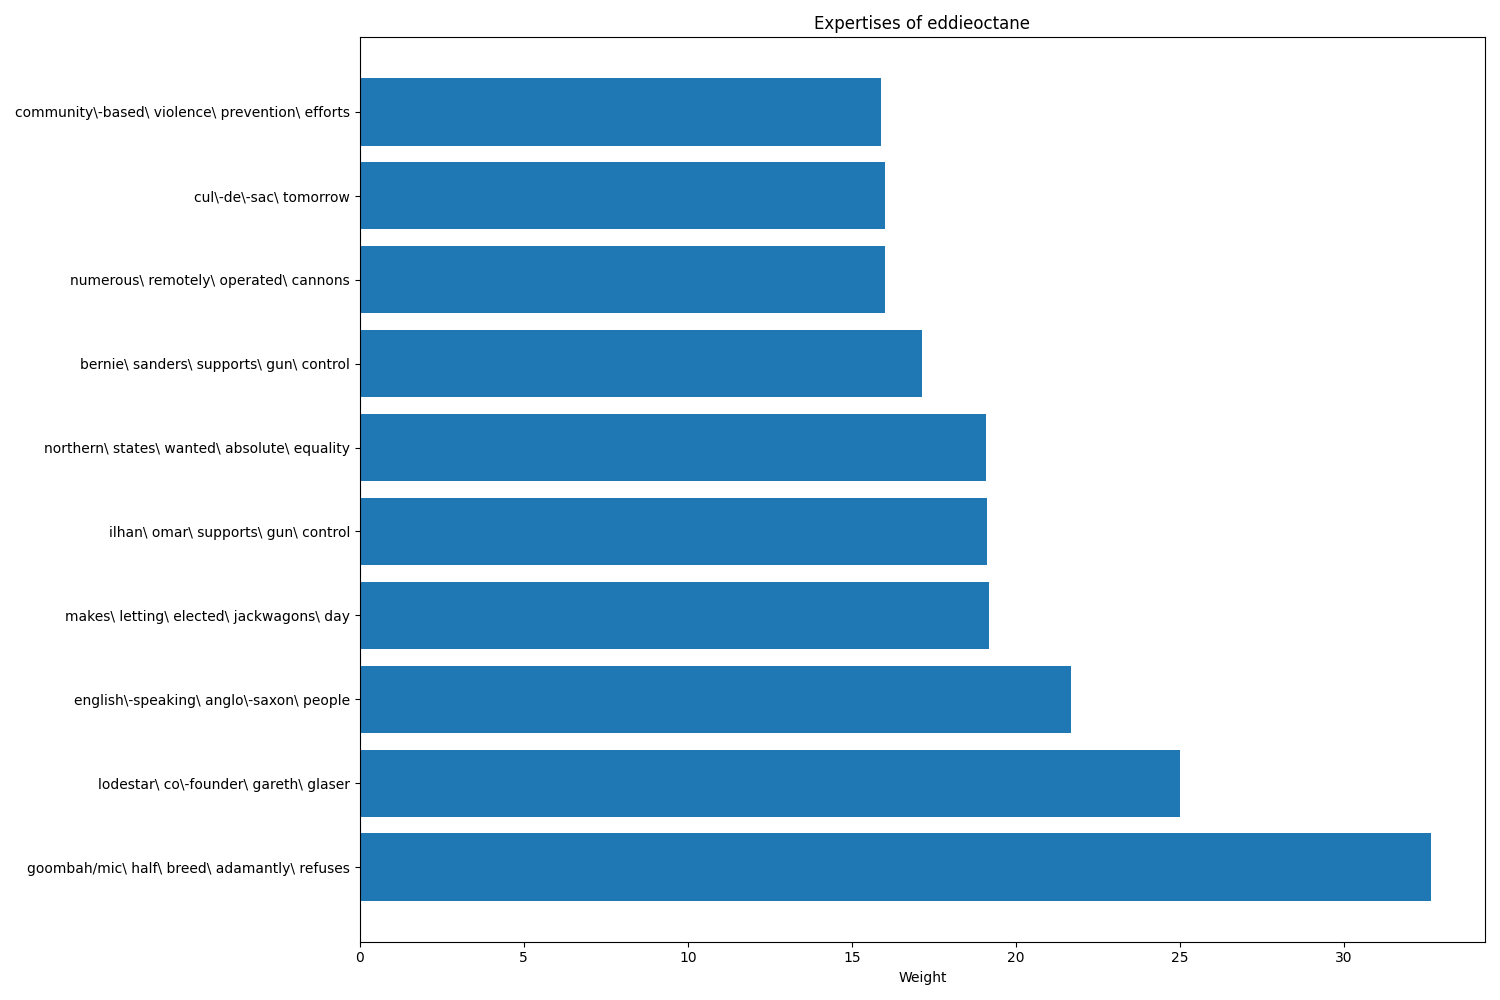 Expertises of eddieoctane
community\-based\ violence\ prevention\ efforts
cul\-de\-sac\ tomorrow
numerous\ remotely\ operated\ cannons
bernie\ sanders\ supports\ gun\ control
northern\ states\ wanted\ absolute\ equality
ilhan\ omar\ supports\ gun\ control
makes\ letting\ elected\ jackwagons\ day
english\-speaking\ anglo\-saxon\ people
lodestar\ co\-founder\ gareth\ glaser
goombah/mic\ half\ breed\ adamantly\ refuses
0 5 10 15 20 25 30
Weight